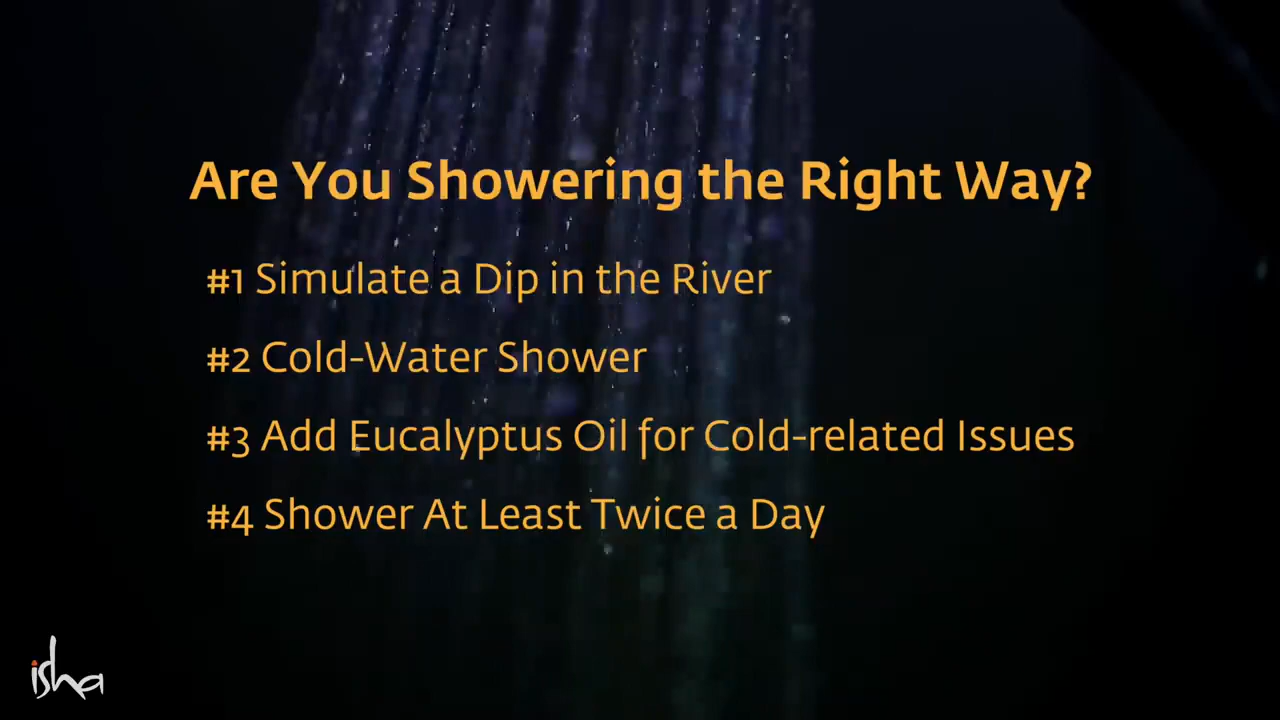 Are You Showering the Right Way?
#1 Simulate a Dip in the River
#2 Cold-Water Shower
#3 Add Eucalyptus Oil for Cold-related Issues
#4 Shower At Least Twice a Day
isha